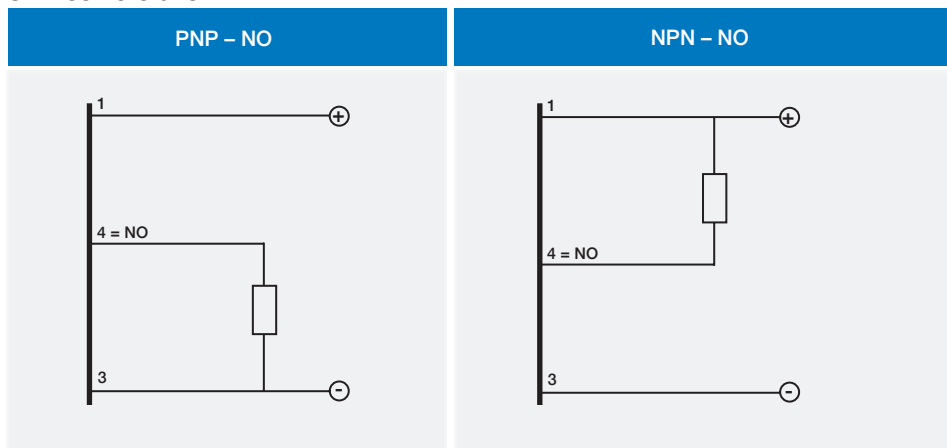 PNP – NO
1
+
4 = NO
3
-
NPN – NO
1
+
4 = NO
3
-